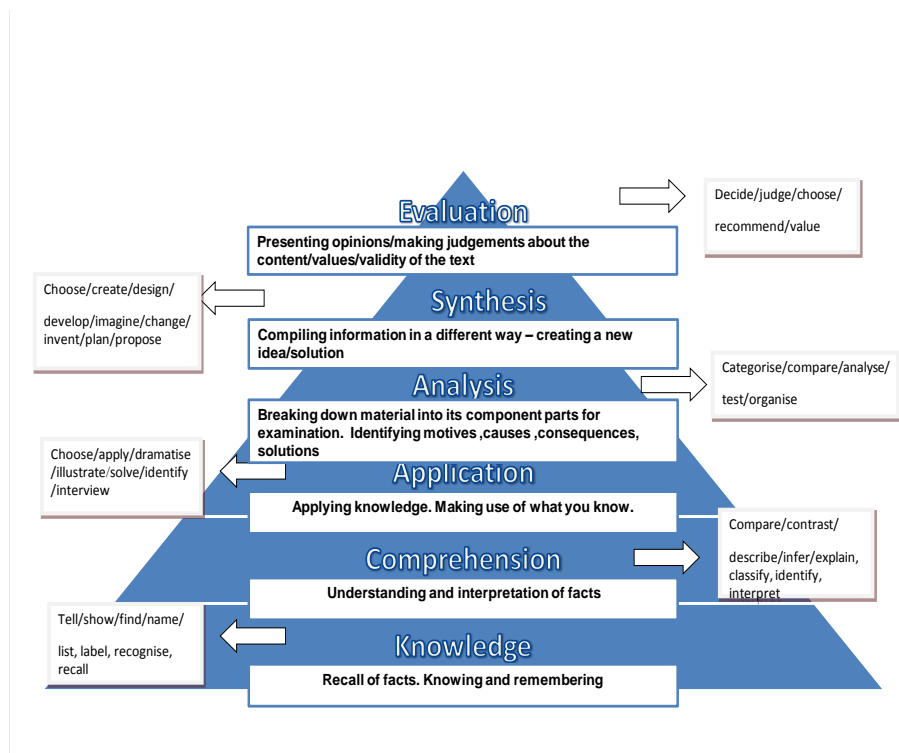 Evaluation
Decide/judge/choose/
recommend/value
Presenting opinions/making judgements about the
content/values/validity of the text
Choose/create/design/
develop/imagine/change/
invent/plan/propose
Synthesis
Compiling information in a different way – creating a new
idea/solution
Analysis
Categorise/compare/analyse/
test/organise
Breaking down material into its component parts for
examination.  Identifying motives ,causes ,consequences,
solutions
Choose/apply/dramatise
/illustrate/solve/identify
/interview
Application
Applying knowledge. Making use of what you know.
Comprehension
Compare/contrast/
describe/infer/explain,
classify, identify,
interpret
Understanding and interpretation of facts
Tell/show/find/name/
list, label, recognise,
recall
Knowledge
Recall of facts. Knowing and remembering